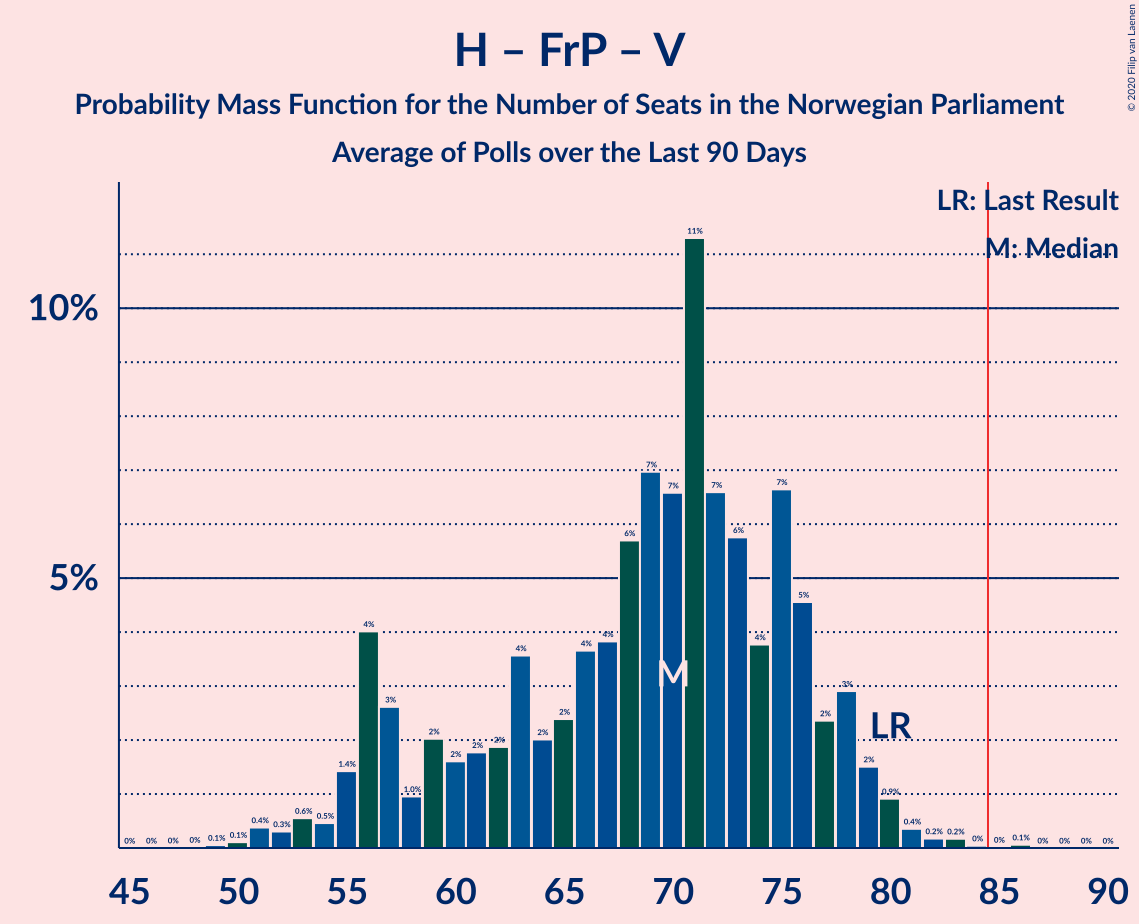 H – FrP – V
Probability Mass Function for the Number of Seats in the Norwegian Parliament
Average of Polls over the Last 90 Days
© 2020 Filip van Laenen
LR: Last Result
M: Median
10%
5%
0% 0% 0% 0% 0.1% 0.1% 0.4% 0.3% 0.6% 0.5% 1.4% 4% 3% 1.0% 2% 2% 2% 2% 4% 2% 2% 4% 4% 6% 7% 7% 11% 7% 6% 4% 7% 5% 2% 3% 2% 0.9% 0.4% 0.2% 0.2% 0% 0% 0.1% 0% 0% 0% 0%
M
LR
45 50 55 60 65 70 75 80 85 90